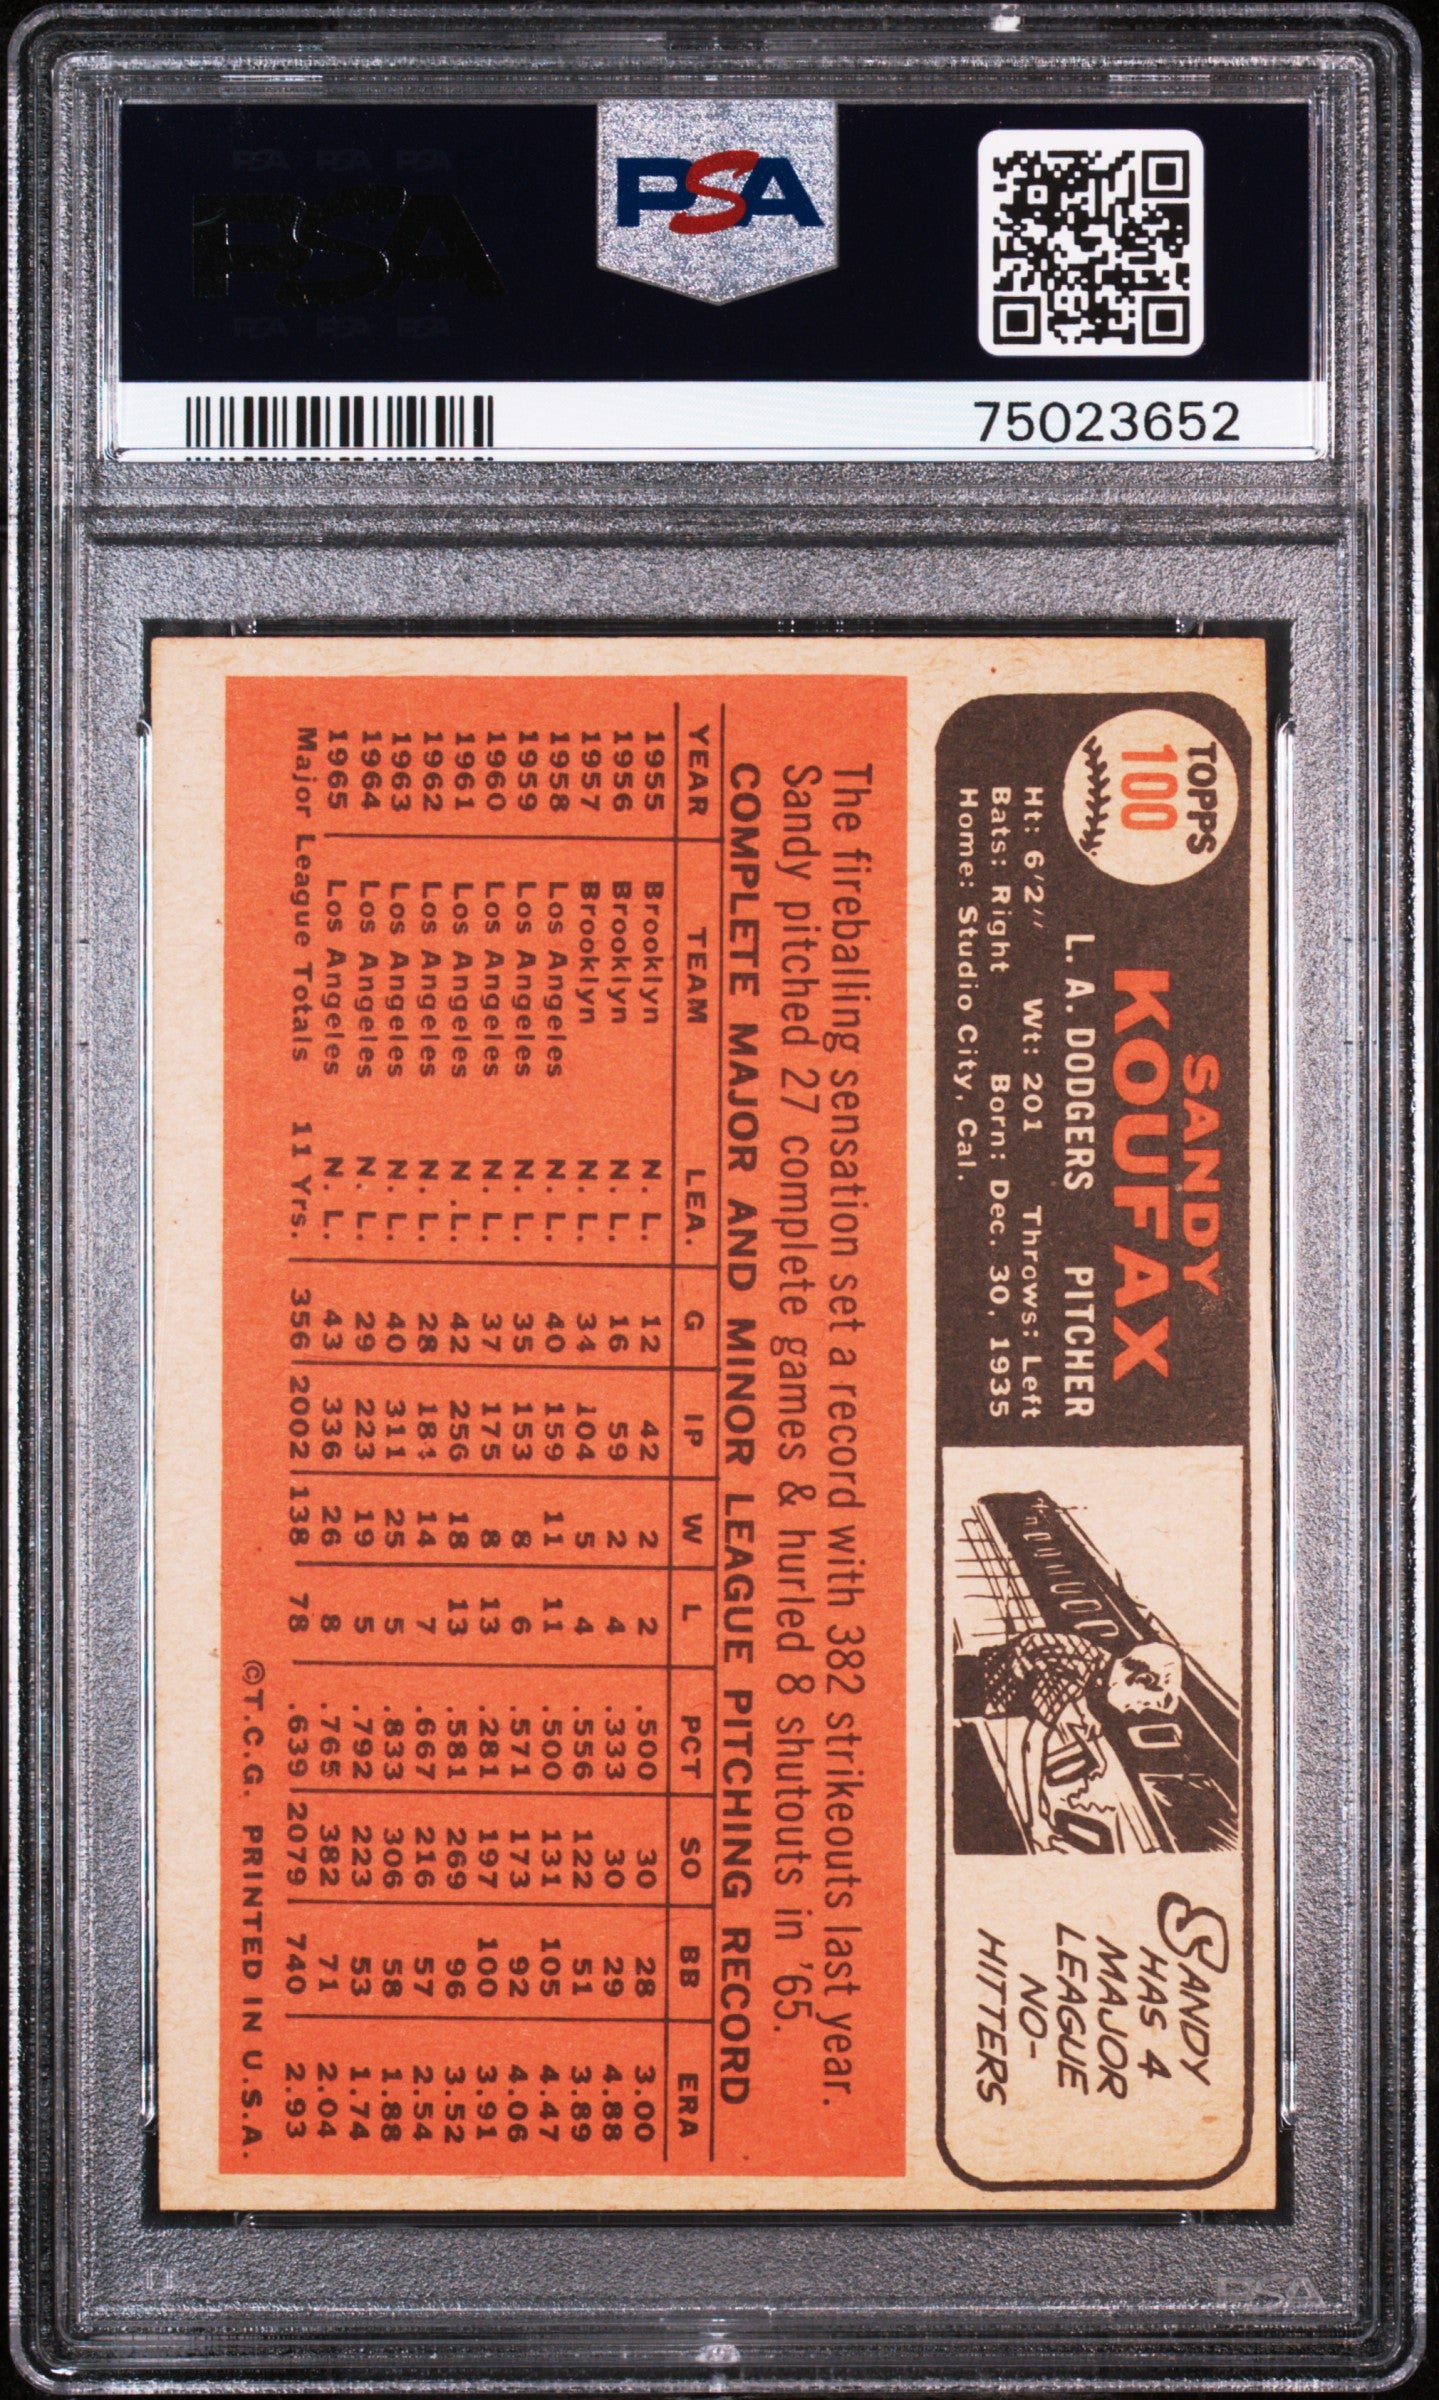 PSA
PSA PSA PSA
PSA
PSA PSA PSA
75023652
TOPPS
100
SANDY
KOUFAX
L. A. DODGERS PITCHER
Ht: 6'2" Wt: 201 Throws: Left
Bats: Right Born: Dec. 30, 1935
Home: Studio City, Cal.
SANDY
HAS 4
MAJOR
LEAGUE
NO-
HITTERS
The fireballing sensation set a record with 382 strikeouts last year.
Sandy pitched 27 complete games & hurled 8 shutouts in '65.
COMPLETE MAJOR AND MINOR LEAGUE PITCHING RECORD
YEAR TEAM LEA. G IP W L PCT SO BB ERA
1955 Brooklyn N. L. 12 42 2 2 .500 30 28 3.00
1956 Brooklyn N. L. 16 59 2 4 .333 30 29 4.88
1957 Brooklyn N. L. 34 104 5 4 .556 122 51 3.89
1958 Los Angeles N. L. 40 159 11 11 .500 131 105 4.47
1959 Los Angeles N. L. 35 153 8 6 .571 173 92 4.06
1960 Los Angeles N. L. 37 175 8 13 .281 197 100 3.91
1961 Los Angeles N. L. 42 256 18 13 .581 269 96 3.52
1962 Los Angeles N. L. 28 184 14 7 .667 216 57 2.54
1963 Los Angeles N. L. 40 311 25 5 .833 306 58 1.88
1964 Los Angeles N. L. 29 223 19 5 .792 223 53 1.74
1965 Los Angeles N. L. 43 336 26 8 .765 382 71 2.04
Major League Totals 11 Yrs. 356 2002 138 78 .639 2079 740 2.93
©T.C.G. PRINTED IN U.S.A.
PSA